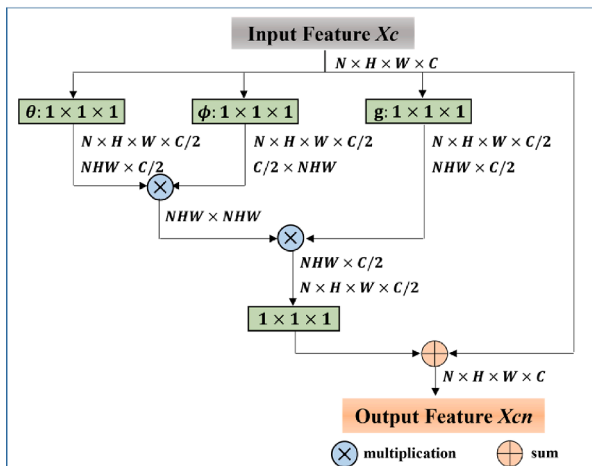 Input Feature Xc
N × H × W × C
θ: 1 × 1 × 1
ϕ: 1 × 1 × 1
g: 1 × 1 × 1
N × H × W × C/2
N × H × W × C/2
N × H × W × C/2
NHW × C/2
C/2 × NHW
NHW × C/2
NHW × NHW
NHW × C/2
N × H × W × C/2
1 × 1 × 1
N × H × W × C
Output Feature Xcn
multiplication
sum